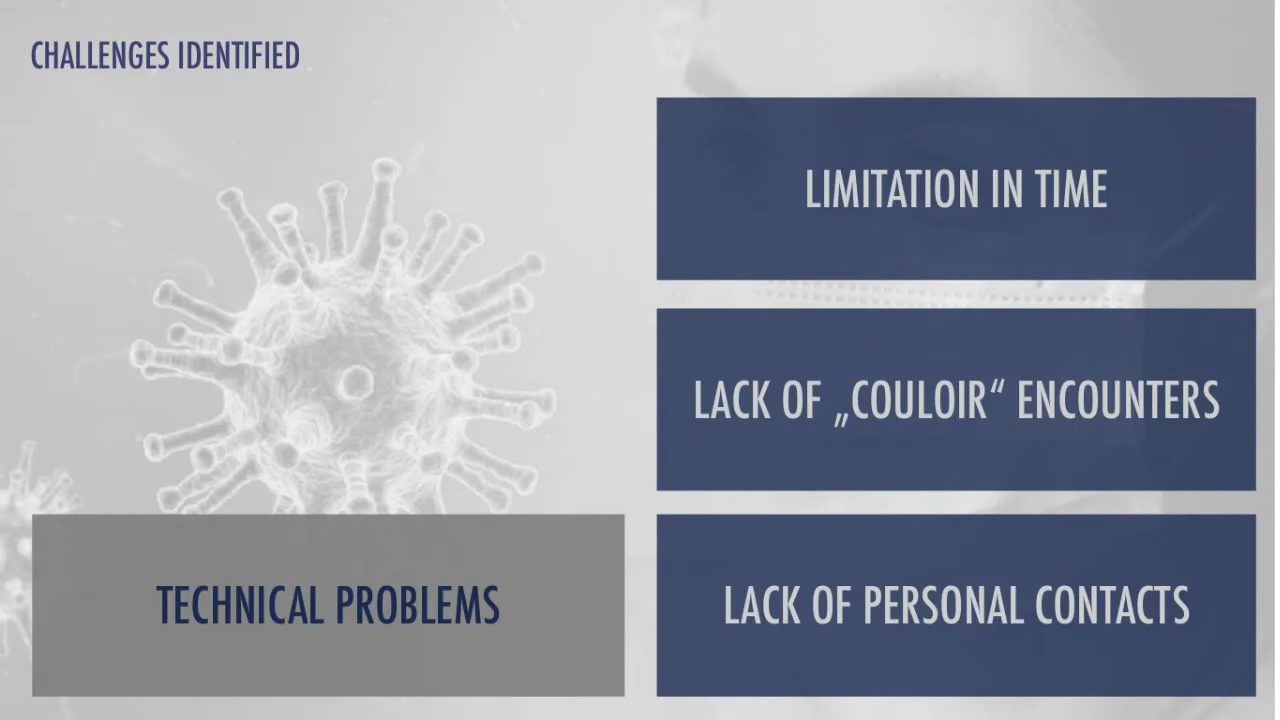 CHALLENGES IDENTIFIED
LIMITATION IN TIME
LACK OF „COULOIR“ ENCOUNTERS
TECHNICAL PROBLEMS
LACK OF PERSONAL CONTACTS